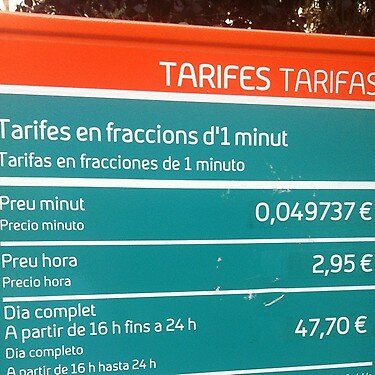 TARIFES TARIFAS
Tarifes en fraccions d'1 minut
Tarifas en fracciones de 1 minuto
Preu minut 0,049737 €
Precio minuto
Preu hora 2,95 €
Precio hora
Dia complet
A partir de 16 h fins a 24 h 47,70 €
Dia completo
A partir de 16 h hasta 24 h